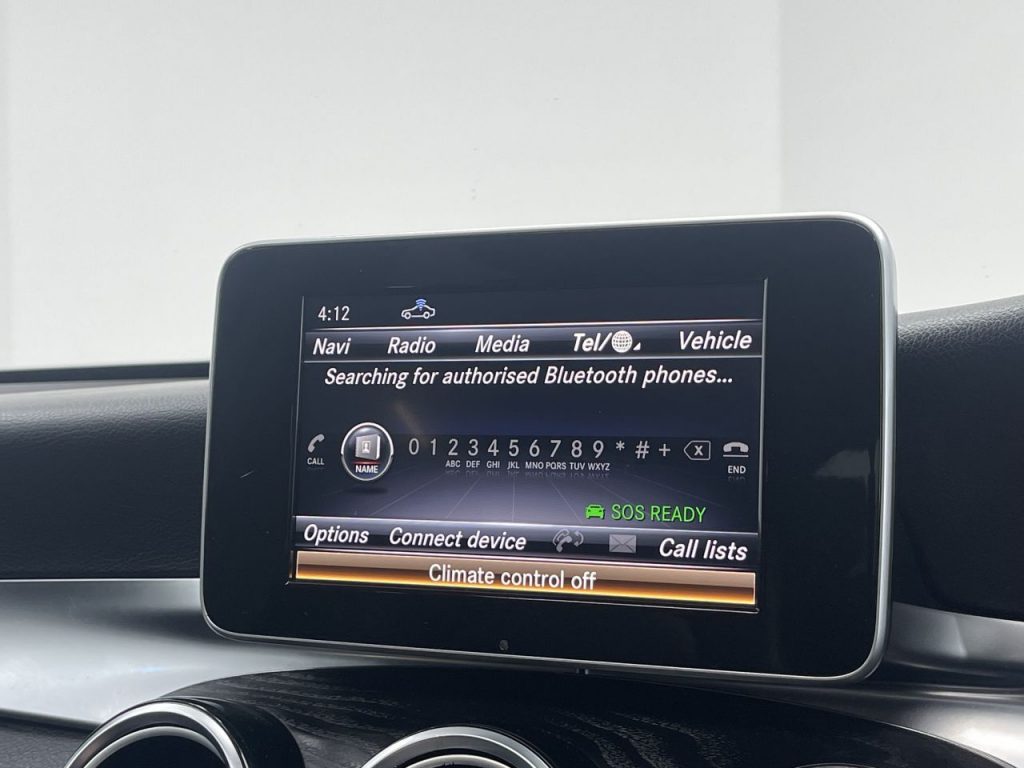 4:12
Navi Radio Media Tel/ Vehicle
Searching for authorised Bluetooth phones...
0 1 2 3 4 5 6 7 8 9 * # + X
CALL NAME ABC DEF GHI JKL MNO PQRS TUV WXYZ END
SOS READY
Options Connect device Call lists
Climate control off